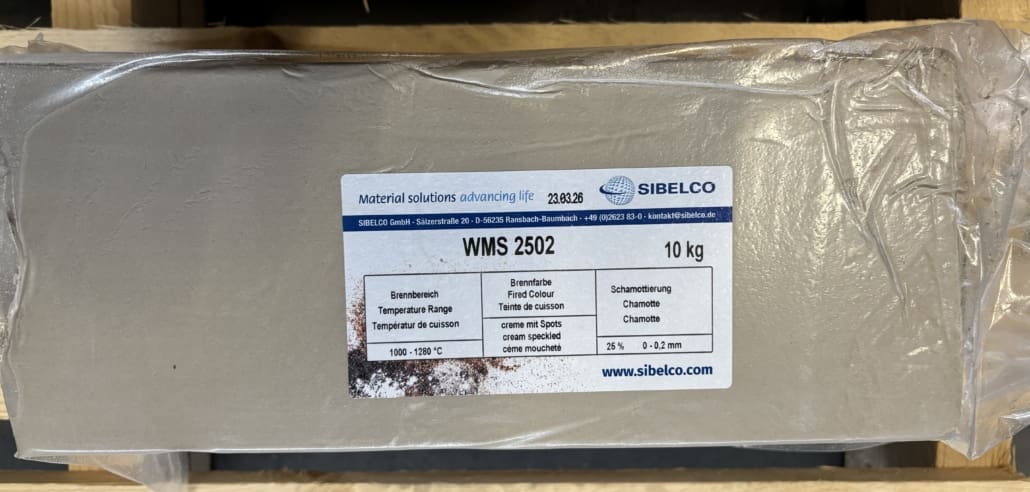 Material solutions advancing life 23.03.26 SIBELCO
SIBELCO GmbH - Sälzerstraße 20 - D-56235 Ransbach-Baumbach - +49 (0)2623 83-0 - kontakt@sibelco.de
WMS 2502 10 kg
Brennbereich
Temperature Range
Températur de cuisson
1000 - 1280 °C
Brennfarbe
Fired Colour
Teinte de cuisson
creme mit Spots
cream speckled
céme moucheté
Schamottierung
Chamotte
Chamotte
25 % 0 - 0,2 mm
www.sibelco.com